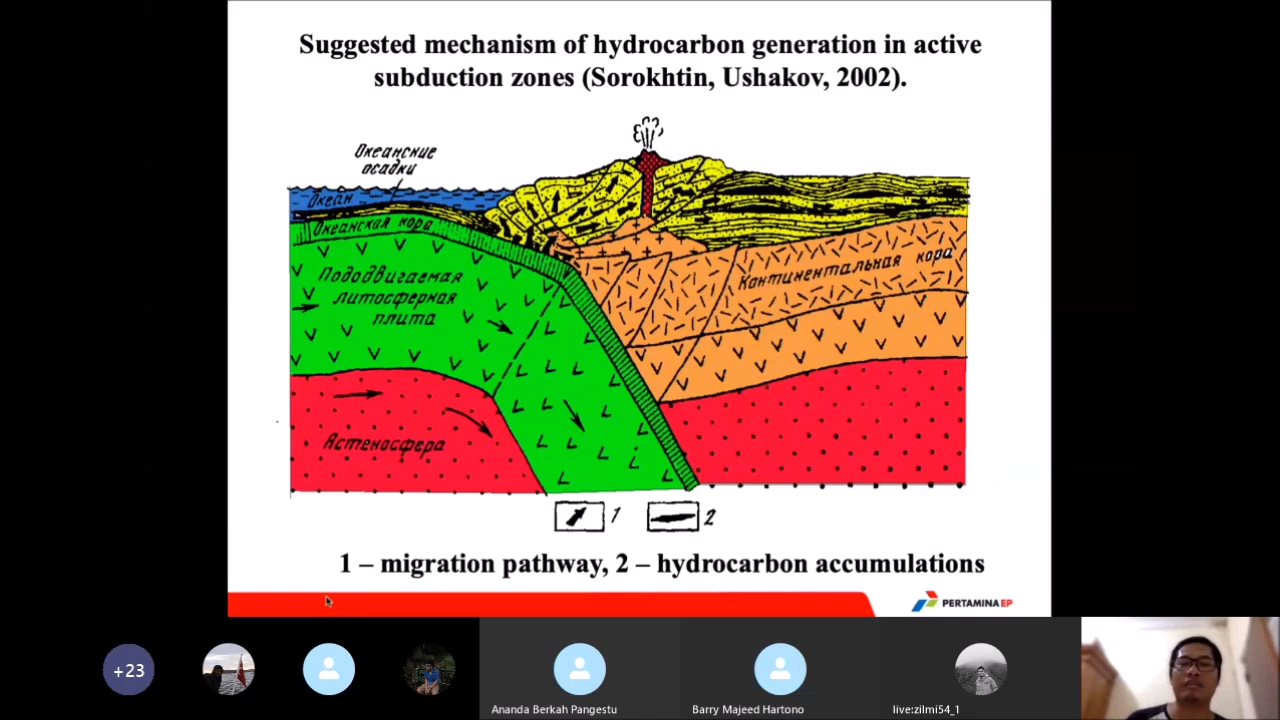 Suggested mechanism of hydrocarbon generation in active
subduction zones (Sorokhtin, Ushakov, 2002).
Океанские
осадки
Океан
Океанская кора
Пододвигаемая
литосферная
плита
Континентальная кора
Астеносфера
1
2
1 – migration pathway, 2 – hydrocarbon accumulations
PERTAMINA EP
+23
Ananda Berkah Pangestu
Barry Majeed Hartono
live:zilmi54_1